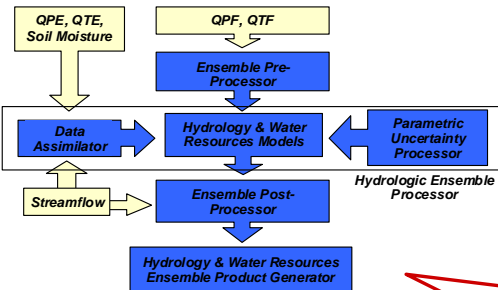 QPE, QTE,
Soil Moisture
QPF, QTF
Ensemble Pre-
Processor
Data
Assimilator
Hydrology & Water
Resources Models
Parametric
Uncertainty
Processor
Hydrologic Ensemble
Processor
Streamflow
Ensemble Post-
Processor
Hydrology & Water Resources
Ensemble Product Generator